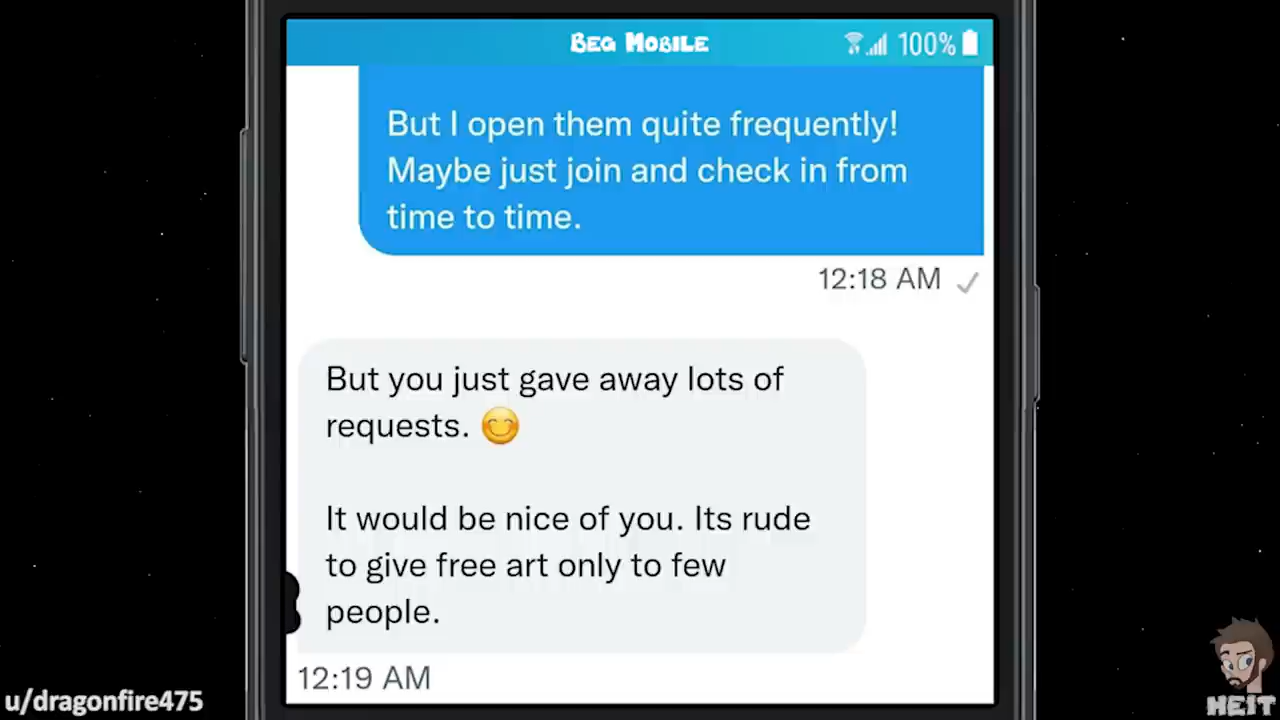 BEG MOBILE
100%
But I open them quite frequently!
Maybe just join and check in from
time to time.
12:18 AM
But you just gave away lots of
requests. 😊
It would be nice of you. Its rude
to give free art only to few
people.
12:19 AM
u/dragonfire475
HEIT